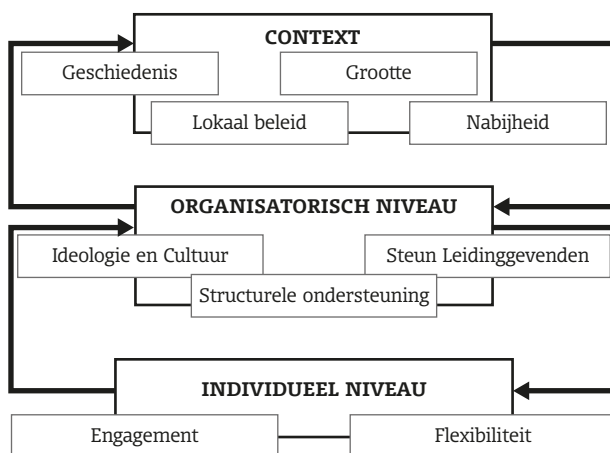 CONTEXT
Geschiedenis
Grootte
Lokaal beleid
Nabijheid
ORGANISATORISCH NIVEAU
Ideologie en Cultuur
Steun Leidinggevenden
Structurele ondersteuning
INDIVIDUEEL NIVEAU
Engagement
Flexibiliteit